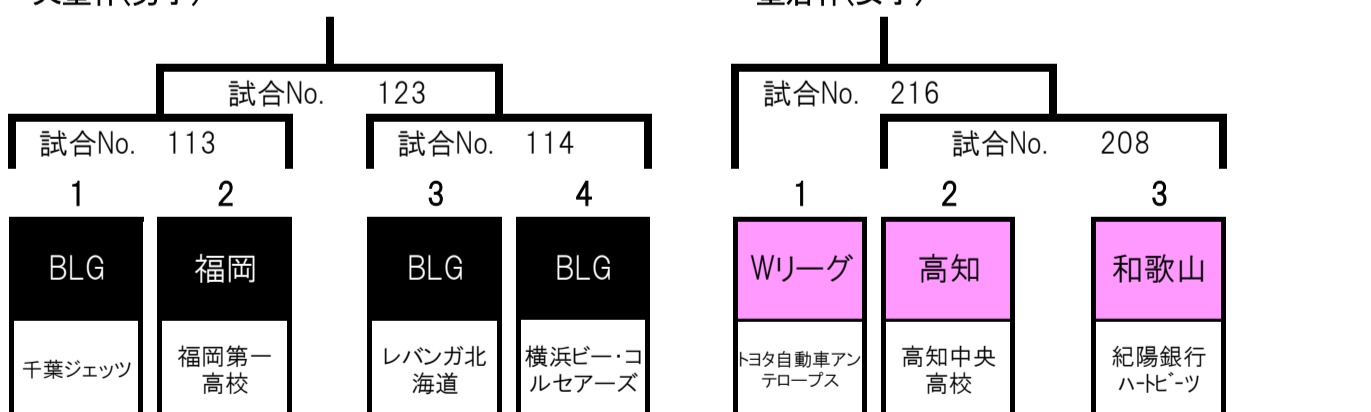 試合No. 123
試合No. 113
試合No. 114
1
2
3
4
BLG
福岡
BLG
BLG
千葉ジェッツ
福岡第一
高校
レバンガ北
海道
横浜ビー・コ
ルセアーズ
試合No. 216
試合No. 208
1
2
3
Wリーグ
高知
和歌山
トヨタ自動車アン
テロープス
高知中央
高校
紀陽銀行
ハートビーツ